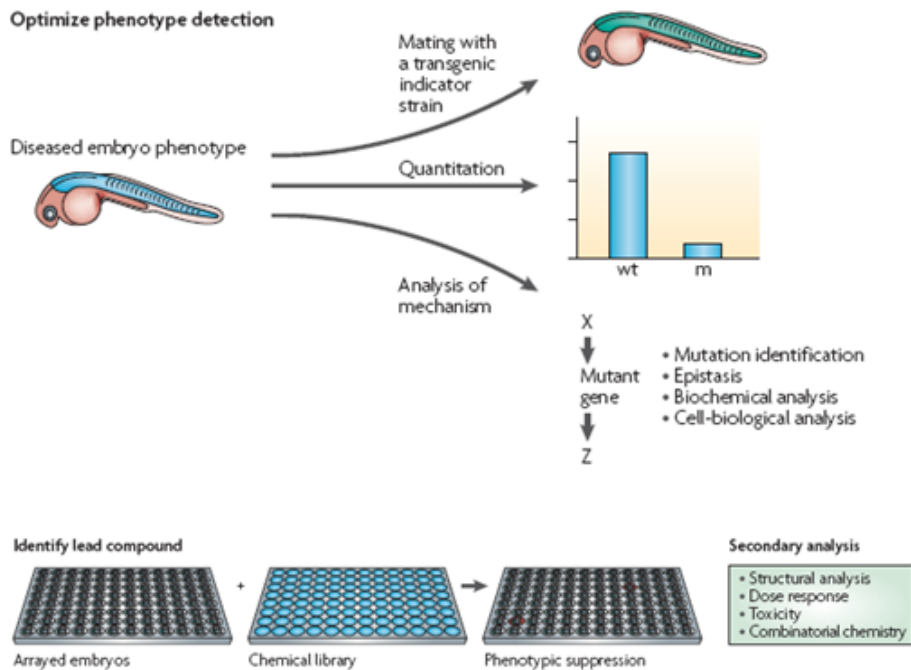 Optimize phenotype detection
Mating with
a transgenic
indicator
strain
Diseased embryo phenotype
Quantitation
wt m
Analysis of
mechanism
X
Mutant
gene
Z
• Mutation identification
• Epistasis
• Biochemical analysis
• Cell-biological analysis
Identify lead compound
+
Arrayed embryos
Chemical library
Phenotypic suppression
Secondary analysis
• Structural analysis
• Dose response
• Toxicity
• Combinatorial chemistry